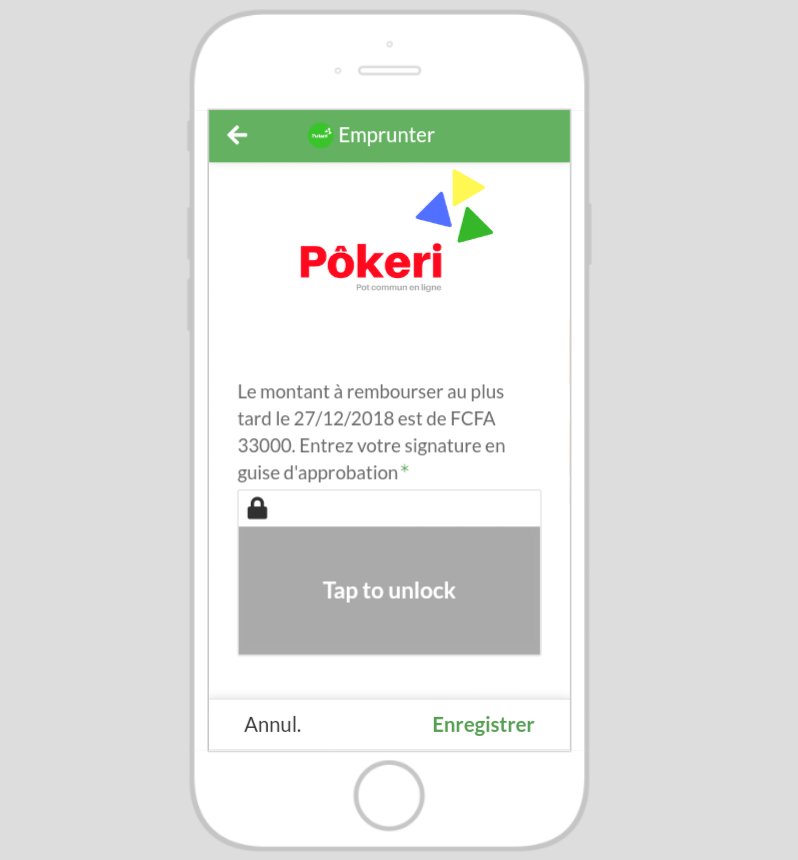 Emprunter
Pôkeri
Pot commun en ligne
Le montant à rembourser au plus
tard le 27/12/2018 est de FCFA
33000. Entrez votre signature en
guise d'approbation*
Tap to unlock
Annul.
Enregistrer